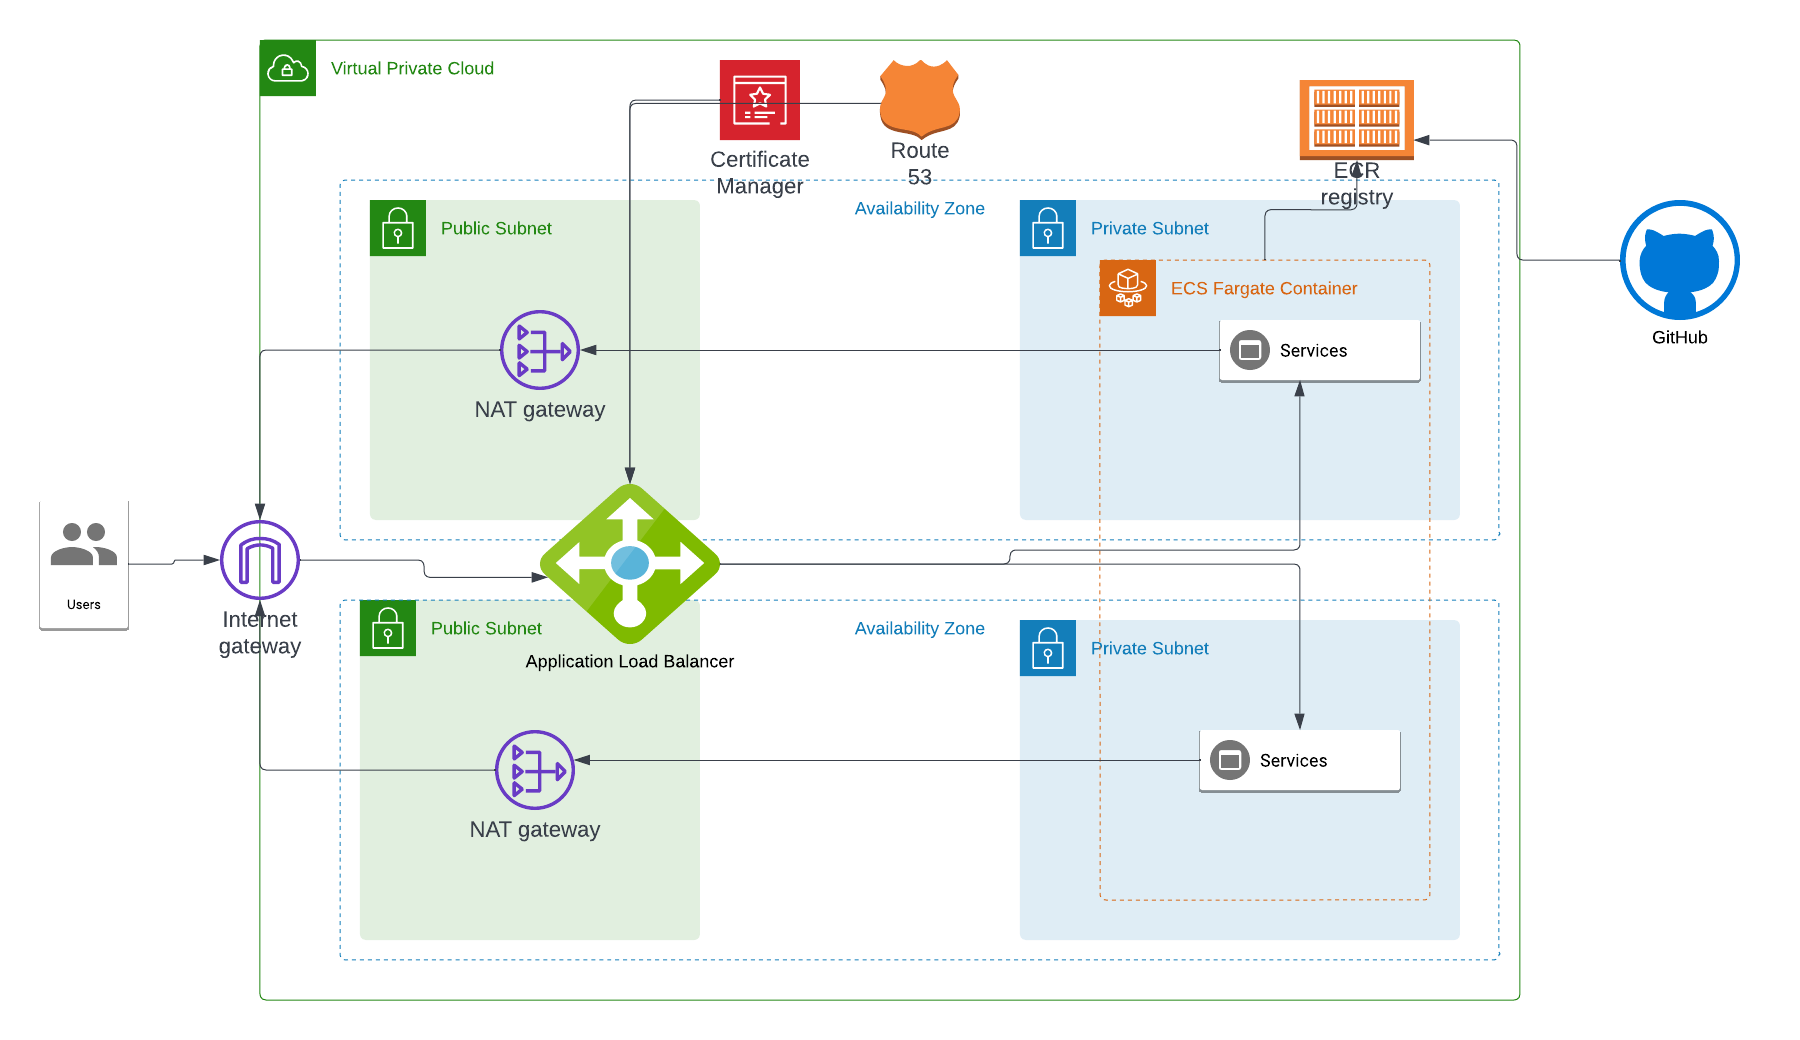 Virtual Private Cloud
Certificate
Manager
Route
53
ECR
registry
Availability Zone
Public Subnet
Private Subnet
ECS Fargate Container
GitHub
Services
NAT gateway
Users
Internet
gateway
Public Subnet
Availability Zone
Private Subnet
Application Load Balancer
Services
NAT gateway